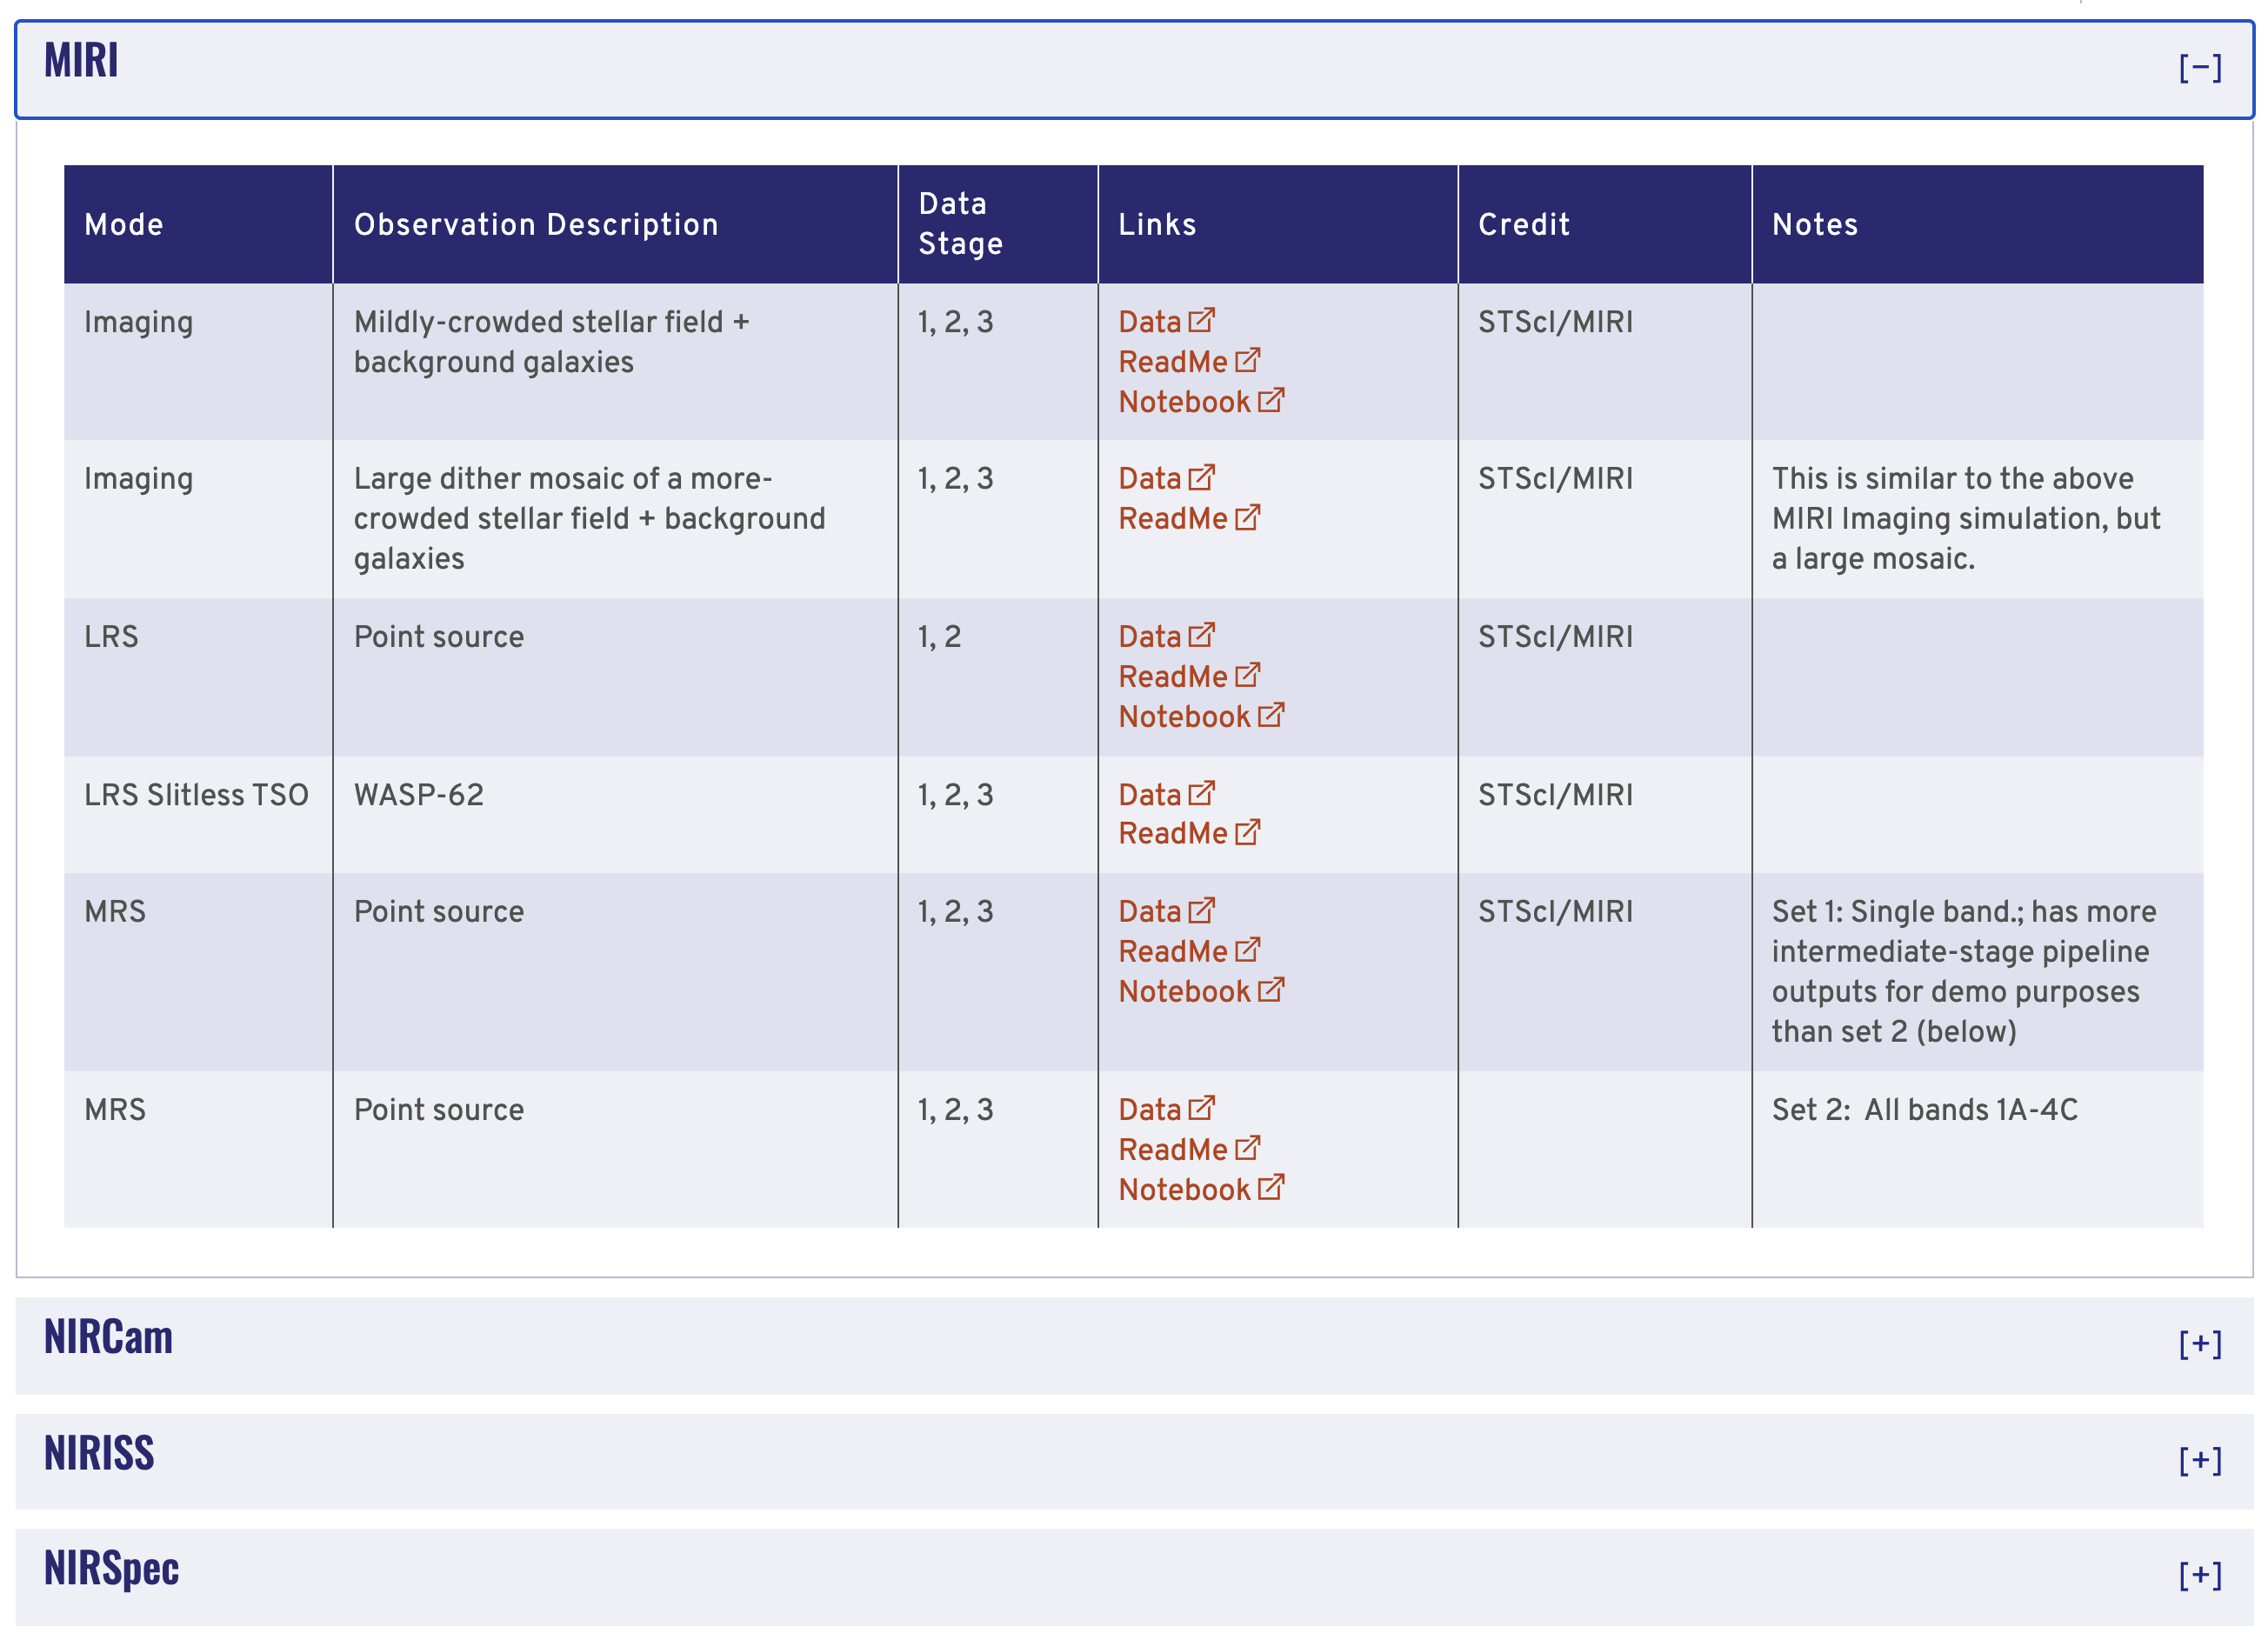 MIRI
[−]
Mode
Observation Description
Data
Stage
Links
Credit
Notes
Imaging
Mildly-crowded stellar field +
background galaxies
1, 2, 3
Data
ReadMe
Notebook
STScI/MIRI
Imaging
Large dither mosaic of a more-
crowded stellar field + background
galaxies
1, 2, 3
Data
ReadMe
STScI/MIRI
This is similar to the above
MIRI Imaging simulation, but
a large mosaic.
LRS
Point source
1, 2
Data
ReadMe
Notebook
STScI/MIRI
LRS Slitless TSO
WASP-62
1, 2, 3
Data
ReadMe
STScI/MIRI
MRS
Point source
1, 2, 3
Data
ReadMe
Notebook
STScI/MIRI
Set 1: Single band.; has more
intermediate-stage pipeline
outputs for demo purposes
than set 2 (below)
MRS
Point source
1, 2, 3
Data
ReadMe
Notebook
Set 2:  All bands 1A-4C
NIRCam
[+]
NIRISS
[+]
NIRSpec
[+]